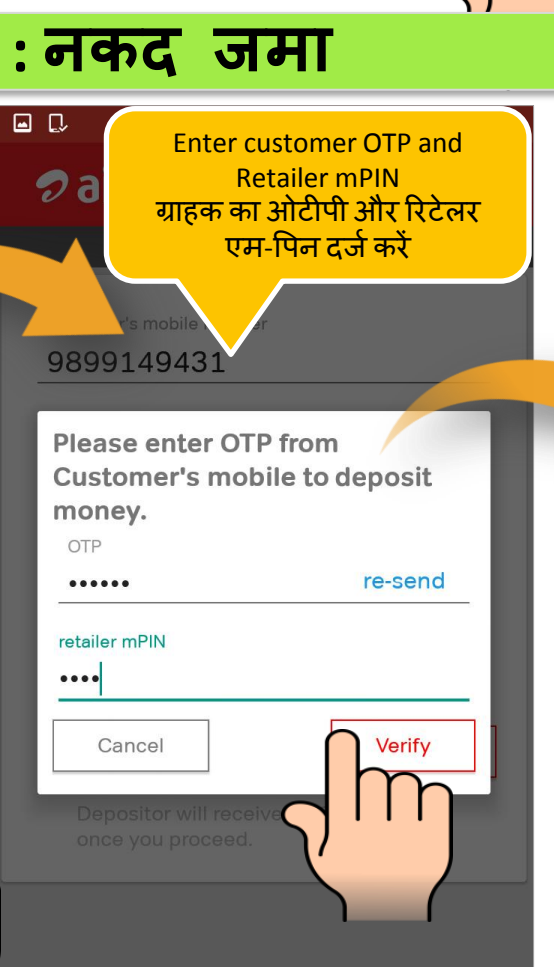 : नकद जमा
Enter customer OTP and
Retailer mPIN
ग्राहक का ओटीपी और रिटेलर
एम-पिन दर्ज करें
mobile
9899149431
Please enter OTP from
Customer's mobile to deposit
money.
OTP
••••••
re-send
retailer mPIN
••••
Cancel
Verify
Depositor will receive
once you proceed.